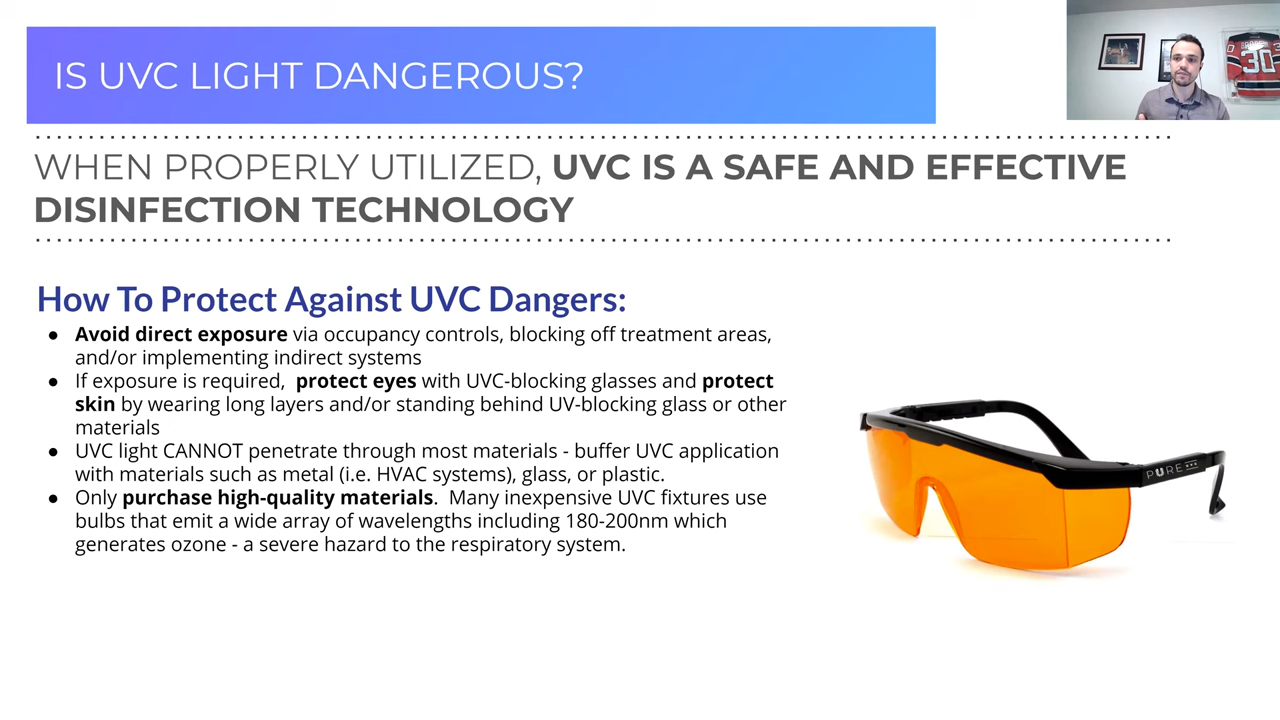 IS UVC LIGHT DANGEROUS?
WHEN PROPERLY UTILIZED, UVC IS A SAFE AND EFFECTIVE
DISINFECTION TECHNOLOGY
How To Protect Against UVC Dangers:
● Avoid direct exposure via occupancy controls, blocking off treatment areas,
and/or implementing indirect systems
● If exposure is required, protect eyes with UVC-blocking glasses and protect
skin by wearing long layers and/or standing behind UV-blocking glass or other
materials
● UVC light CANNOT penetrate through most materials - buffer UVC application
with materials such as metal (i.e. HVAC systems), glass, or plastic.
● Only purchase high-quality materials. Many inexpensive UVC fixtures use
bulbs that emit a wide array of wavelengths including 180-200nm which
generates ozone - a severe hazard to the respiratory system.
PURE
30